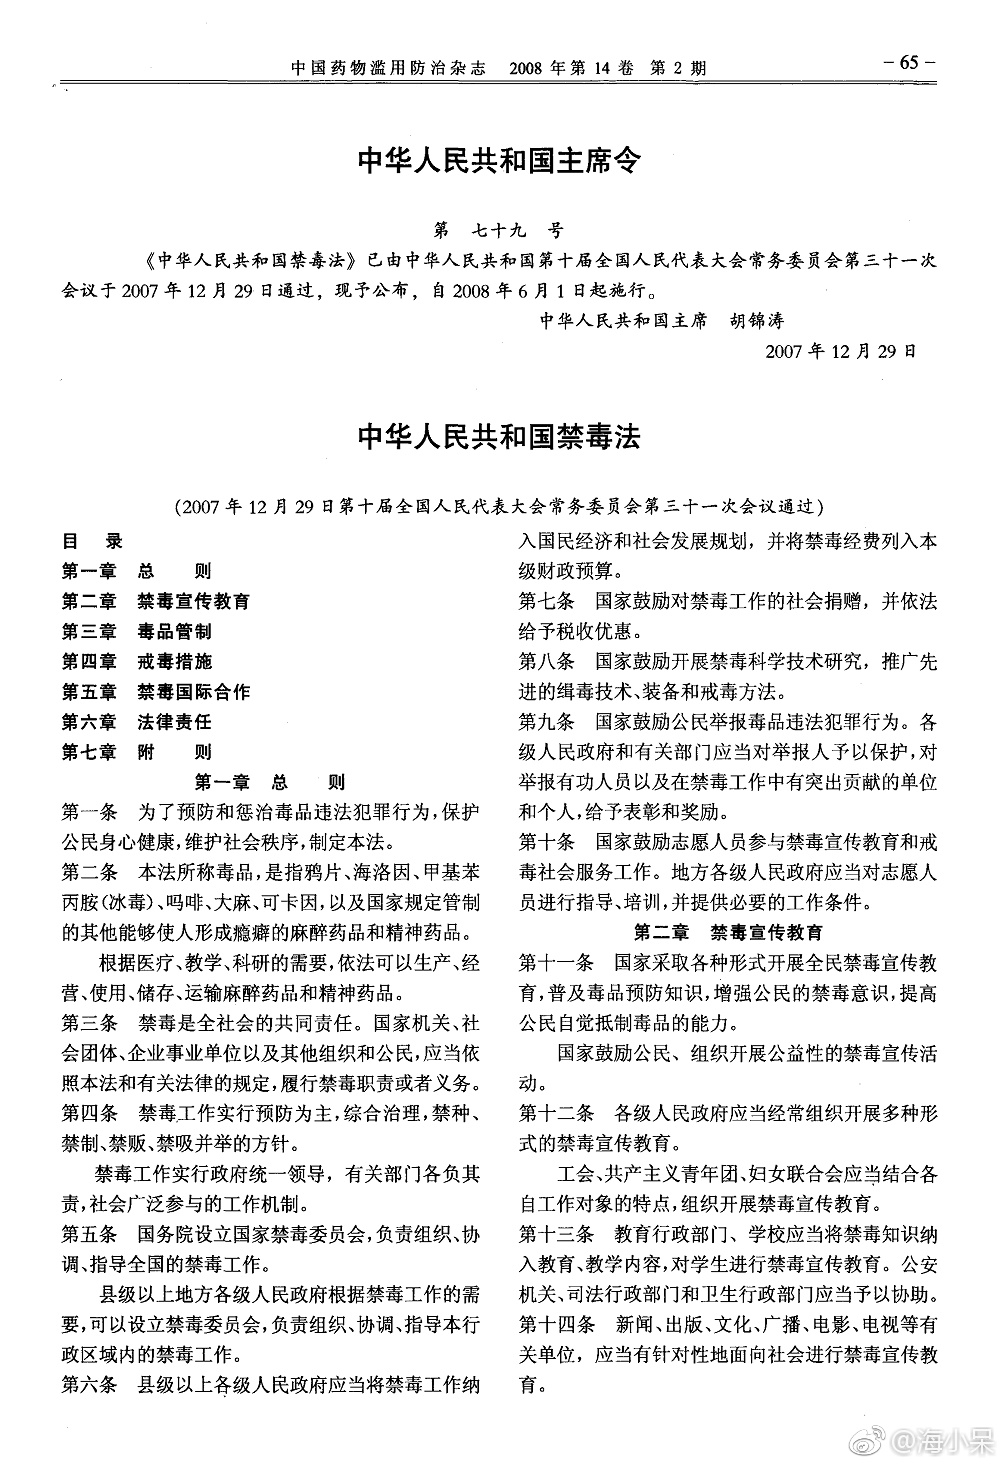 中国药物滥用防治杂志 2008年第14卷 第2期
－65－
中华人民共和国主席令
第 七十九 号
《中华人民共和国禁毒法》已由中华人民共和国第十届全国人民代表大会常务委员会第三十一次
会议于2007年12月29日通过，现予公布，自2008年6月1日起施行。
中华人民共和国主席 胡锦涛
2007年12月29日
中华人民共和国禁毒法
(2007年12月29日第十届全国人民代表大会常务委员会第三十一次会议通过)
目 录
第一章 总 则
第二章 禁毒宣传教育
第三章 毒品管制
第四章 戒毒措施
第五章 禁毒国际合作
第六章 法律责任
第七章 附 则
第一章 总 则
第一条 为了预防和惩治毒品违法犯罪行为,保护
公民身心健康,维护社会秩序,制定本法。
第二条 本法所称毒品,是指鸦片、海洛因、甲基苯
丙胺(冰毒)、吗啡、大麻、可卡因,以及国家规定管制
的其他能够使人形成瘾癖的麻醉药品和精神药品。
根据医疗、教学、科研的需要,依法可以生产、经
营、使用、储存、运输麻醉药品和精神药品。
第三条 禁毒是全社会的共同责任。国家机关、社
会团体、企业事业单位以及其他组织和公民,应当依
照本法和有关法律的规定,履行禁毒职责或者义务。
第四条 禁毒工作实行预防为主,综合治理,禁种、
禁制、禁贩、禁吸并举的方针。
禁毒工作实行政府统一领导，有关部门各负其
责,社会广泛参与的工作机制。
第五条 国务院设立国家禁毒委员会,负责组织、协
调、指导全国的禁毒工作。
县级以上地方各级人民政府根据禁毒工作的需
要,可以设立禁毒委员会,负责组织、协调、指导本行
政区域内的禁毒工作。
第六条 县级以上各级人民政府应当将禁毒工作纳
入国民经济和社会发展规划，并将禁毒经费列入本
级财政预算。
第七条 国家鼓励对禁毒工作的社会捐赠，并依法
给予税收优惠。
第八条 国家鼓励开展禁毒科学技术研究，推广先
进的缉毒技术、装备和戒毒方法。
第九条 国家鼓励公民举报毒品违法犯罪行为。各
级人民政府和有关部门应当对举报人予以保护,对
举报有功人员以及在禁毒工作中有突出贡献的单位
和个人,给予表彰和奖励。
第十条 国家鼓励志愿人员参与禁毒宣传教育和戒
毒社会服务工作。地方各级人民政府应当对志愿人
员进行指导、培训,并提供必要的工作条件。
第二章 禁毒宣传教育
第十一条 国家采取各种形式开展全民禁毒宣传教
育,普及毒品预防知识,增强公民的禁毒意识,提高
公民自觉抵制毒品的能力。
国家鼓励公民、组织开展公益性的禁毒宣传活
动。
第十二条 各级人民政府应当经常组织开展多种形
式的禁毒宣传教育。
工会、共产主义青年团、妇女联合会应当结合各
自工作对象的特点,组织开展禁毒宣传教育。
第十三条 教育行政部门、学校应当将禁毒知识纳
入教育、教学内容,对学生进行禁毒宣传教育。公安
机关、司法行政部门和卫生行政部门应当予以协助。
第十四条 新闻、出版、文化、广播、电影、电视等有
关单位，应当有针对性地面向社会进行禁毒宣传教
育。
@海小呆